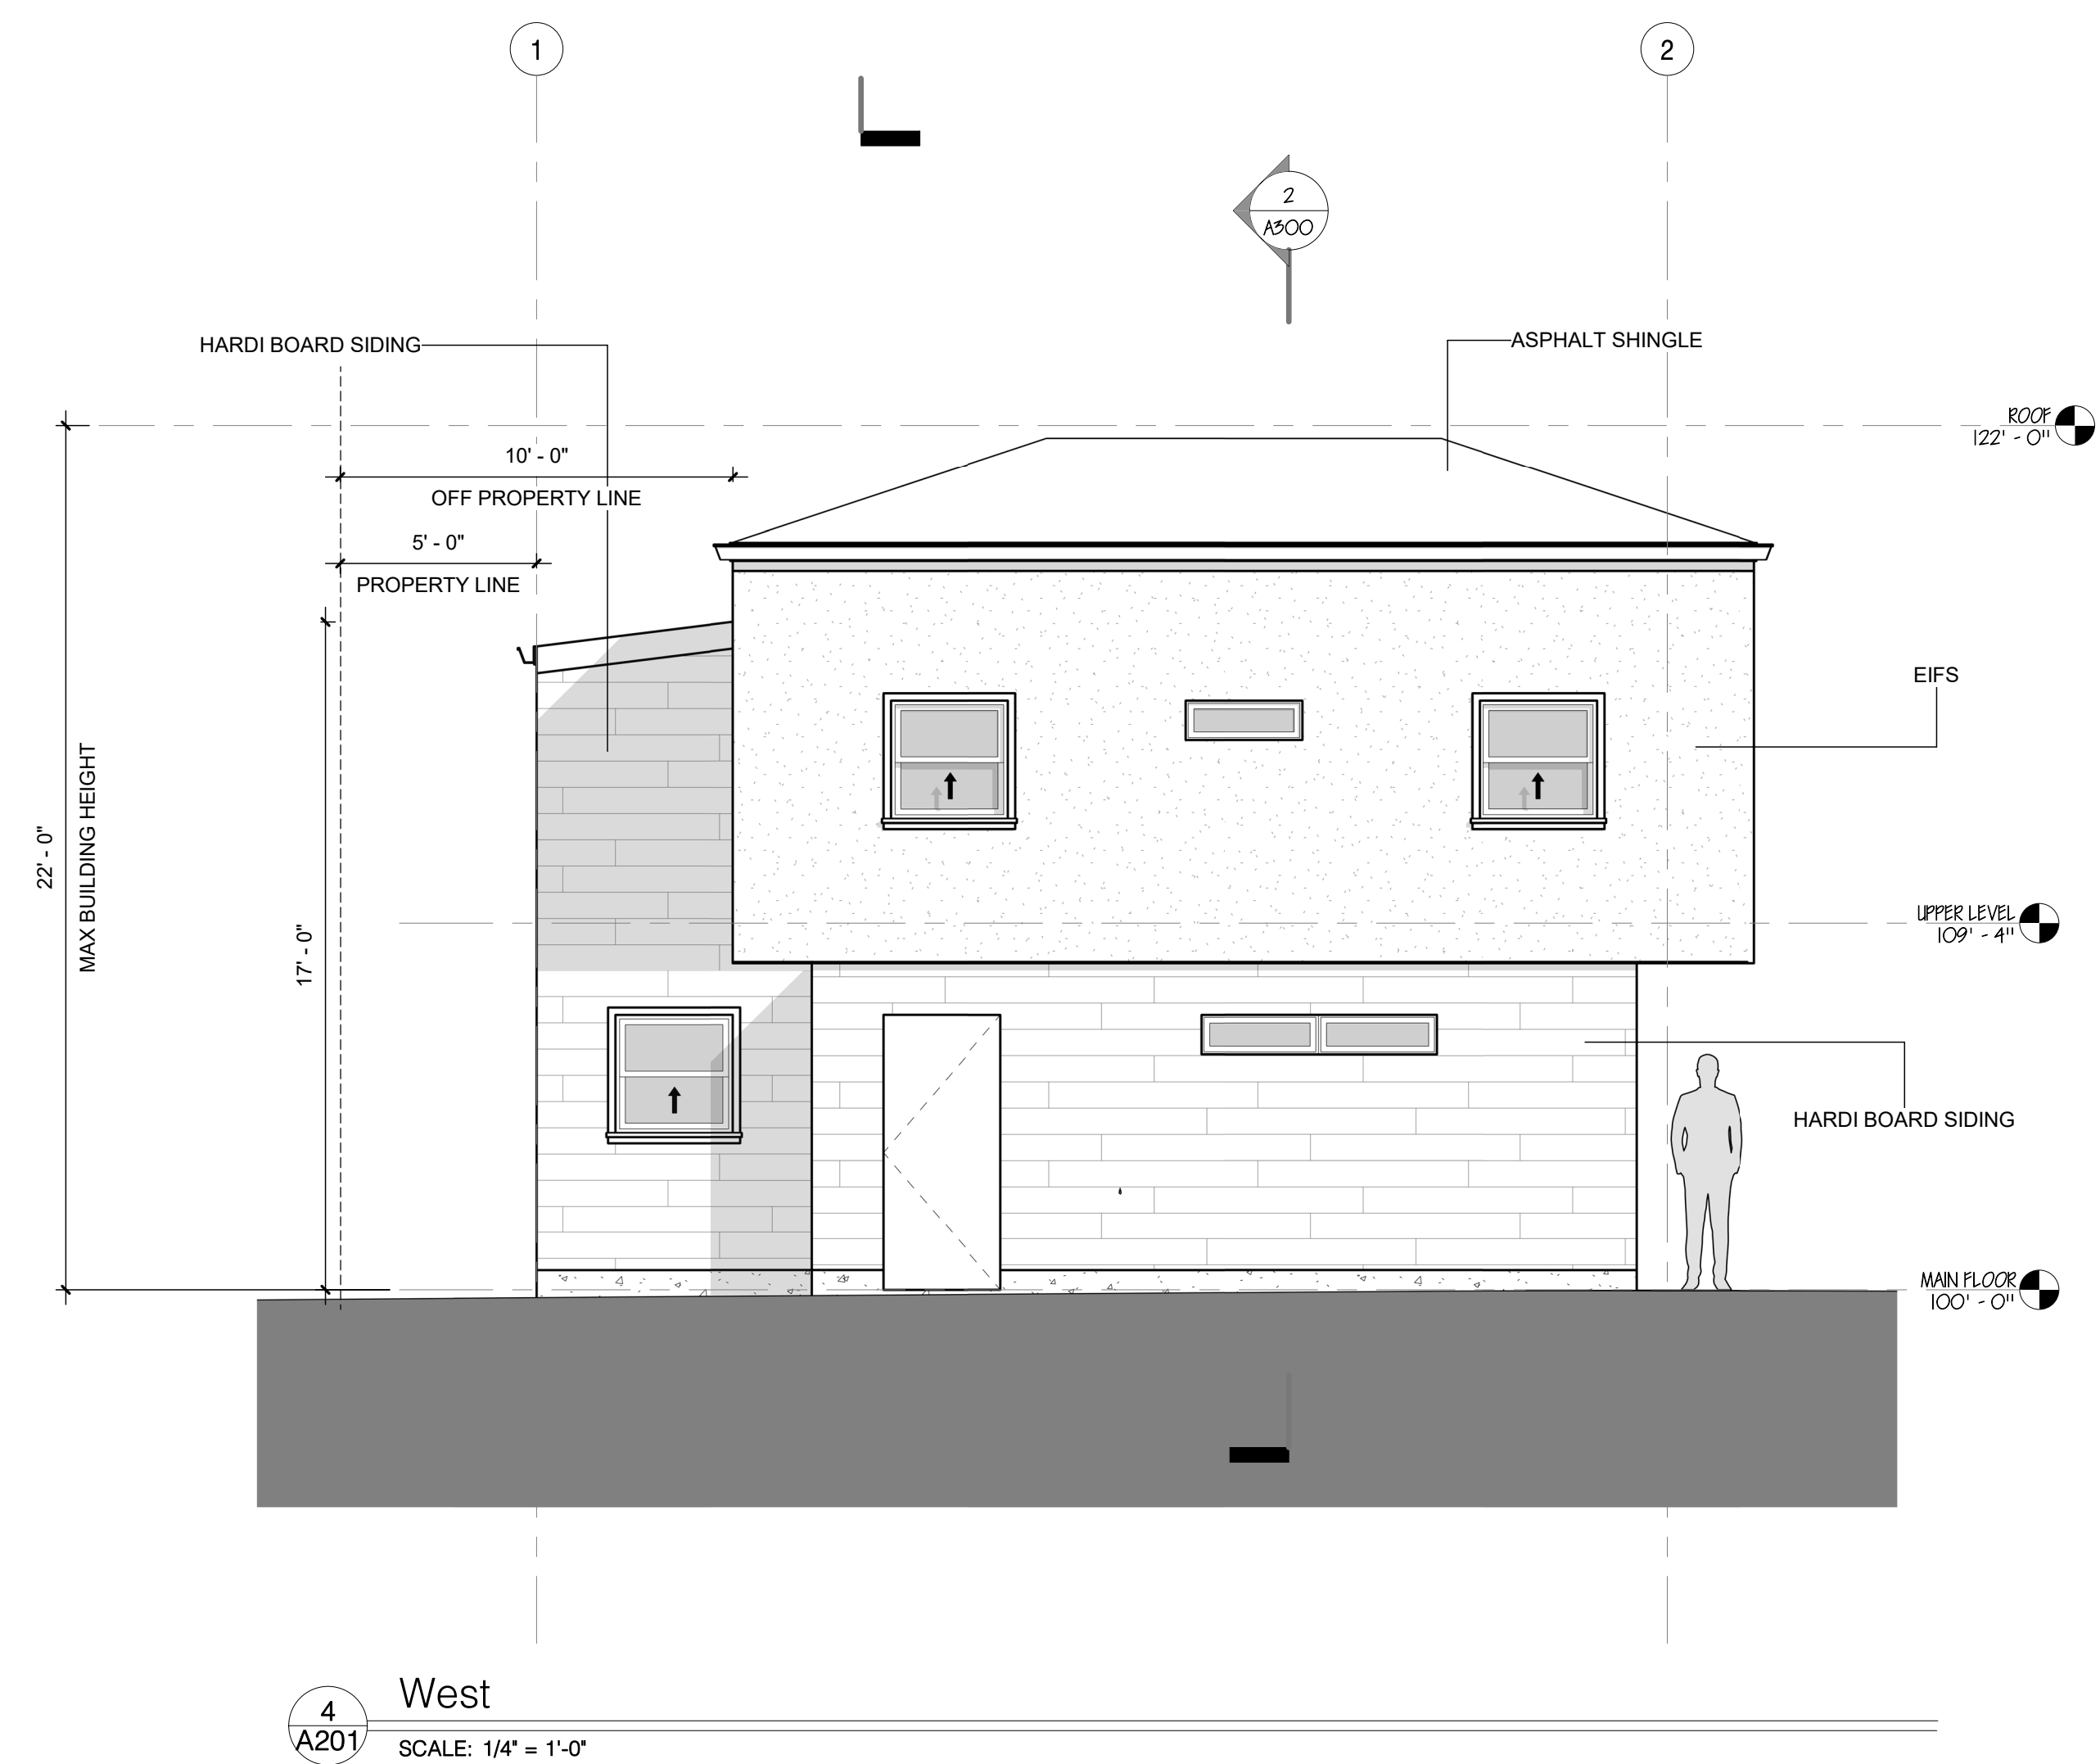 1
2
2
A300
HARDI BOARD SIDING
ASPHALT SHINGLE
ROOF
122' - 0"
10' - 0"
OFF PROPERTY LINE
5' - 0"
PROPERTY LINE
EIFS
22' - 0"
MAX BUILDING HEIGHT
17' - 0"
UPPER LEVEL
109' - 4"
HARDI BOARD SIDING
MAIN FLOOR
100' - 0"
4
A201
West
SCALE: 1/4" = 1'-0"